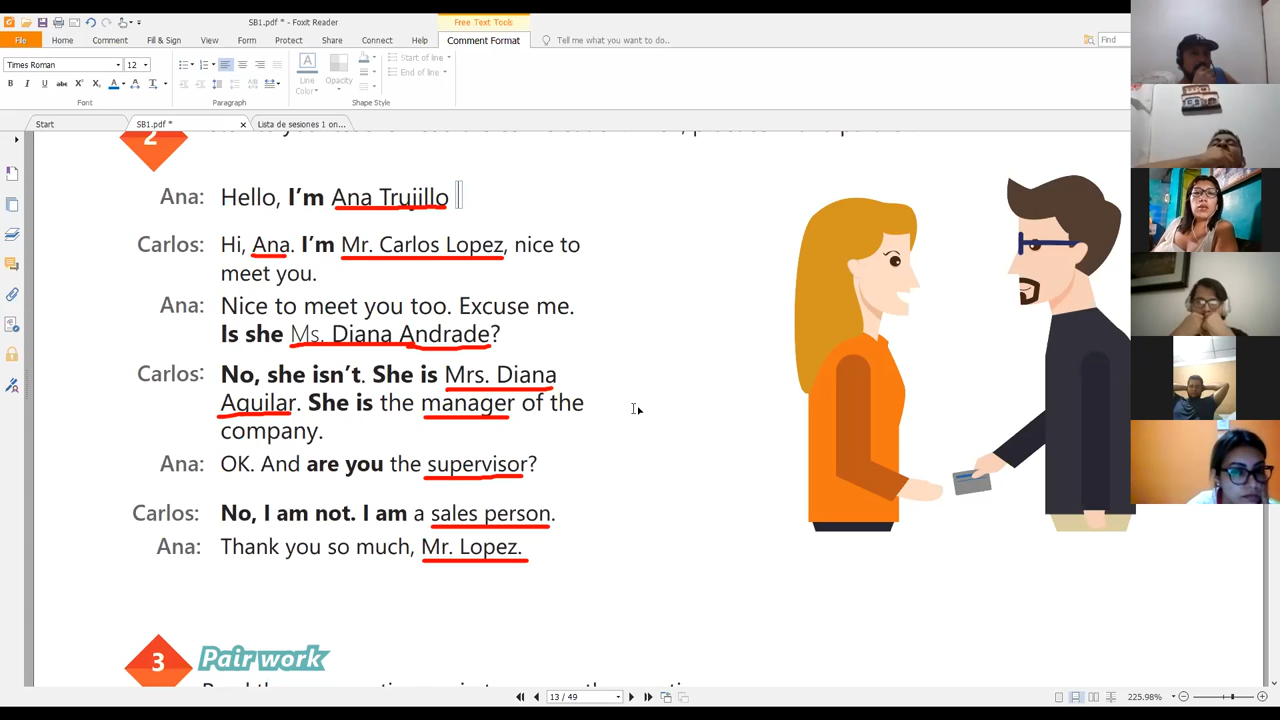 SB1.pdf * - Foxit Reader
Free Text Tools
File Home Comment Fill & Sign View Form Protect Share Connect Help Comment Format Tell me what you want to do.. Find
Times Roman 12
Line Color Opacity Start of line
End of line
Font Paragraph Shape Style
Start SB1.pdf * Lista de sesiones 1 on...
2
Ana: Hello, I'm Ana Trujillo
Carlos: Hi, Ana. I'm Mr. Carlos Lopez, nice to
meet you.
Ana: Nice to meet you too. Excuse me.
Is she Ms. Diana Andrade?
Carlos: No, she isn't. She is Mrs. Diana
Aguilar. She is the manager of the
company.
Ana: OK. And are you the supervisor?
Carlos: No, I am not. I am a sales person.
Ana: Thank you so much, Mr. Lopez.
3 Pair work
13 / 49 225.98%